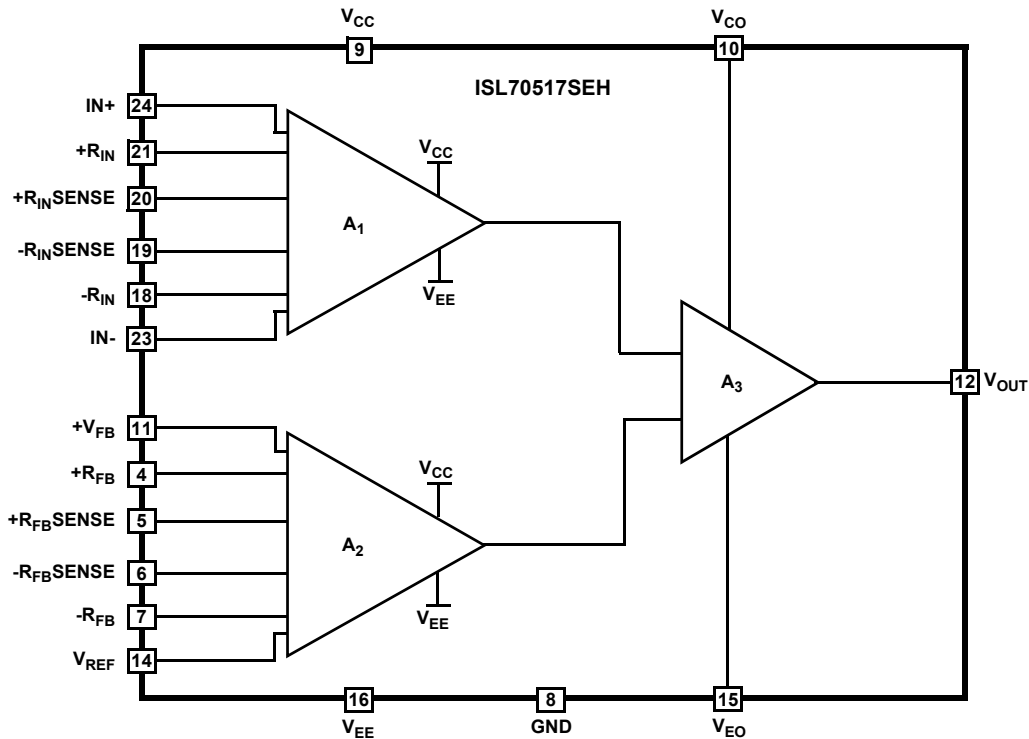 VCC
VCO
9
10
ISL70517SEH
IN+ 24
+RIN 21
+RINSENSE 20
-RINSENSE 19
-RIN 18
IN- 23
VCC
A1
VEE
A3
12 VOUT
+VFB 11
+RFB 4
+RFBSENSE 5
-RFBSENSE 6
-RFB 7
VREF 14
VCC
A2
VEE
16
8
15
VEE
GND
VEO